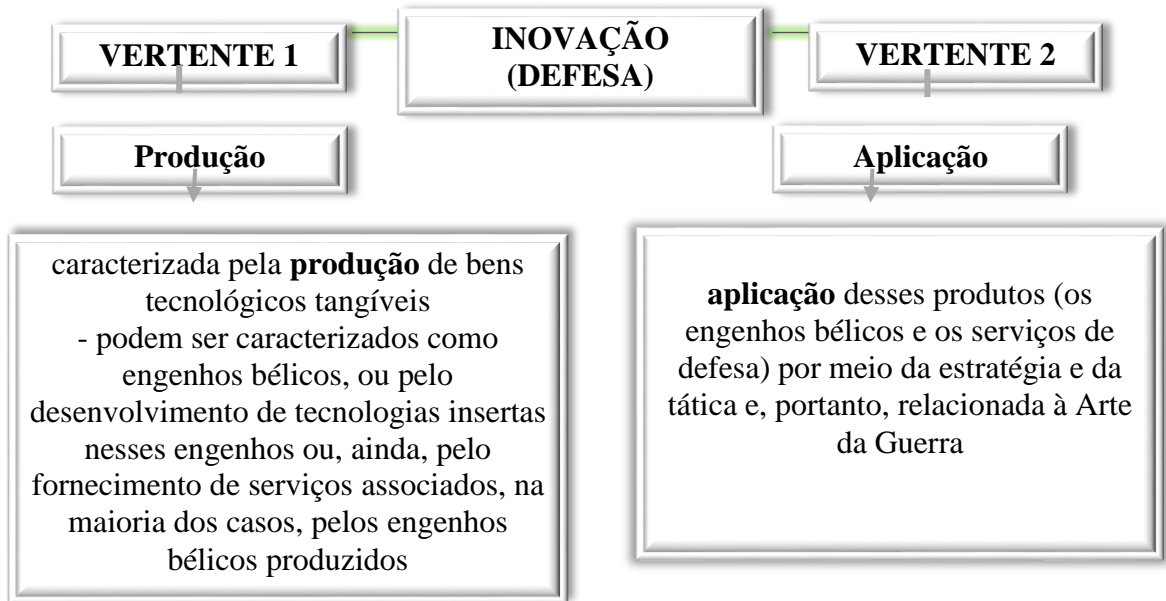 VERTENTE 1
INOVAÇÃO
(DEFESA)
VERTENTE 2
Produção
Aplicação
caracterizada pela produção de bens
tecnológicos tangíveis
- podem ser caracterizados como
engenhos bélicos, ou pelo
desenvolvimento de tecnologias insertas
nesses engenhos ou, ainda, pelo
fornecimento de serviços associados, na
maioria dos casos, pelos engenhos
bélicos produzidos
aplicação desses produtos (os
engenhos bélicos e os serviços de
defesa) por meio da estratégia e da
tática e, portanto, relacionada à Arte
da Guerra